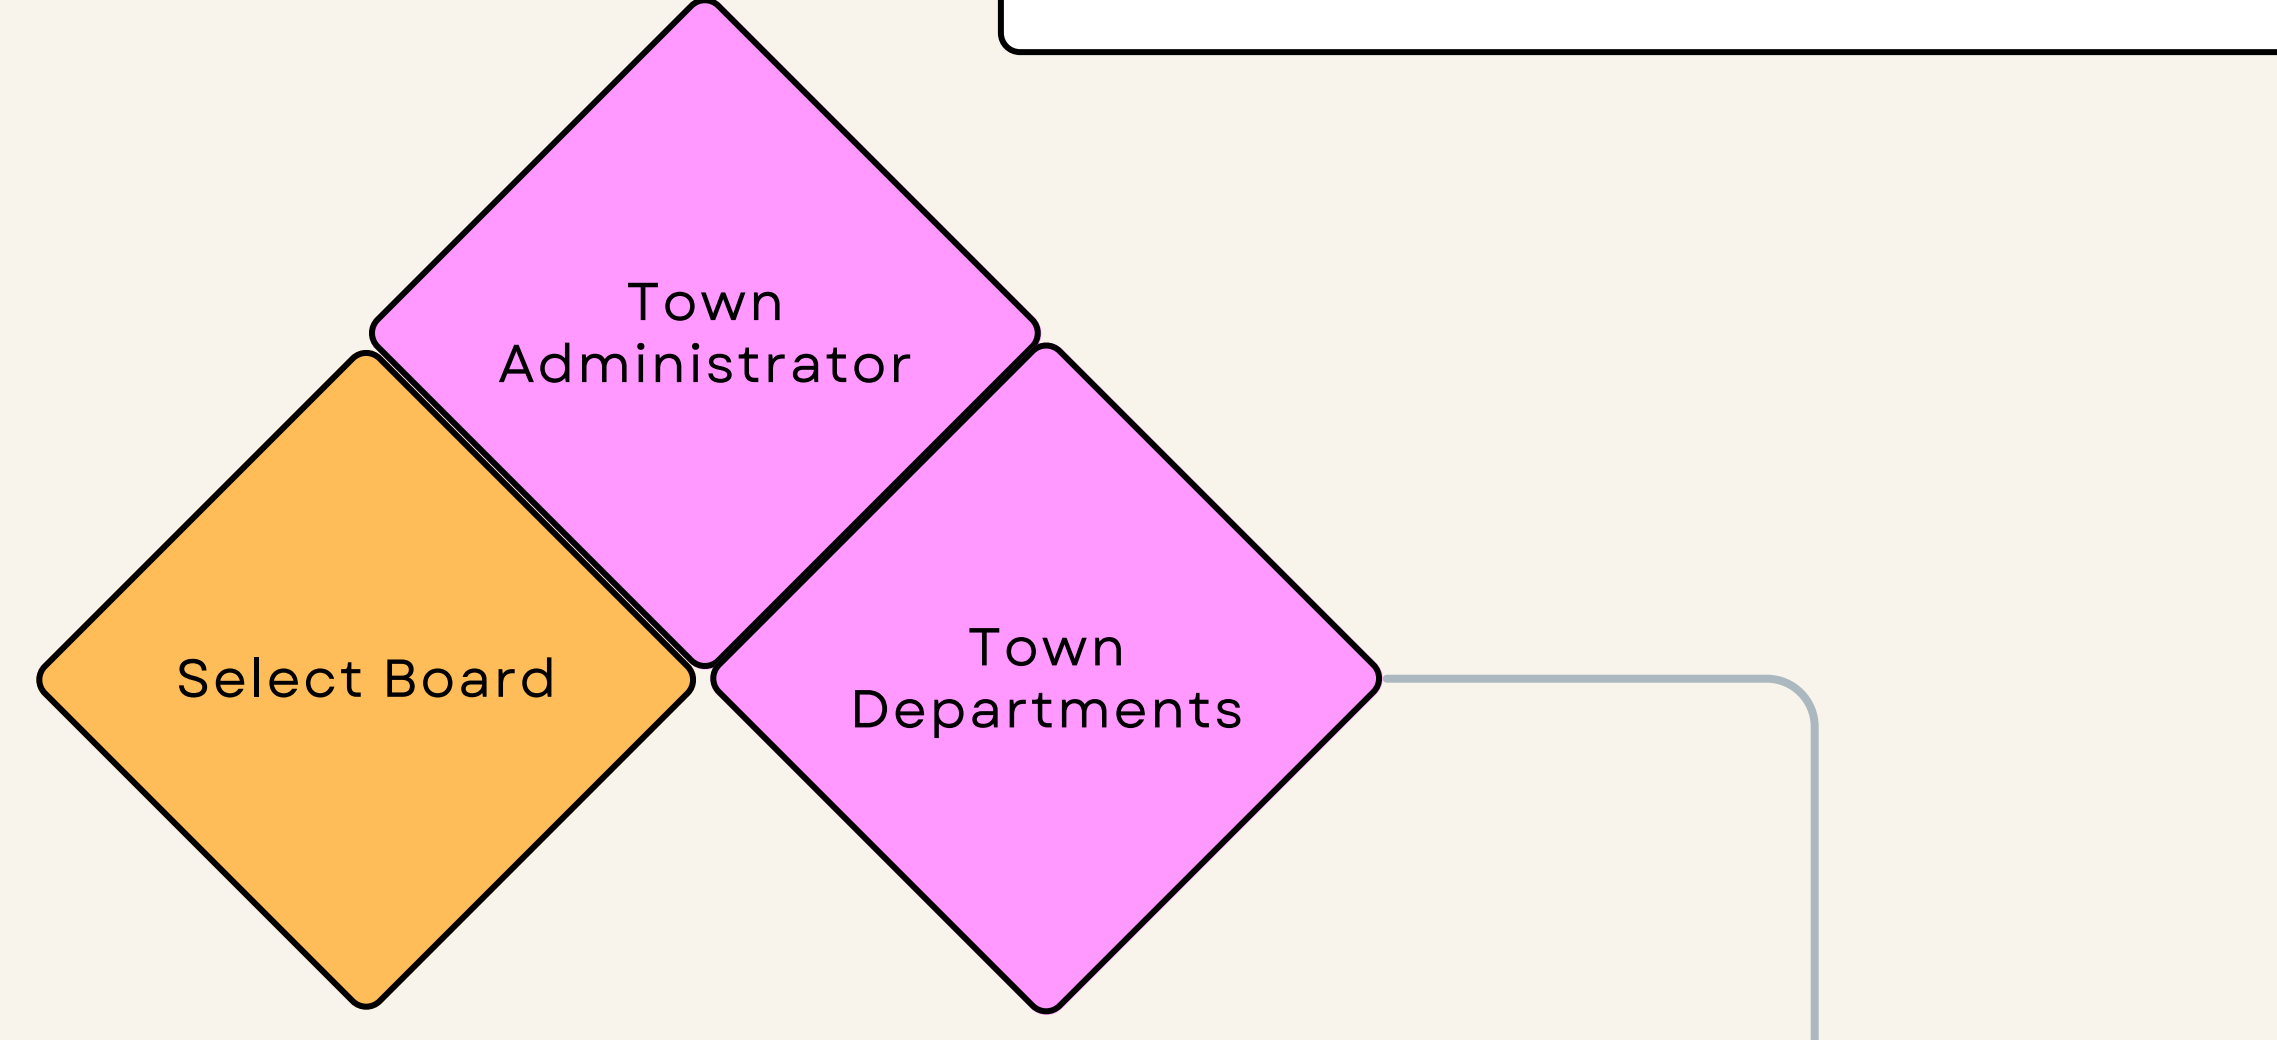 Town
Administrator
Select Board
Town
Departments